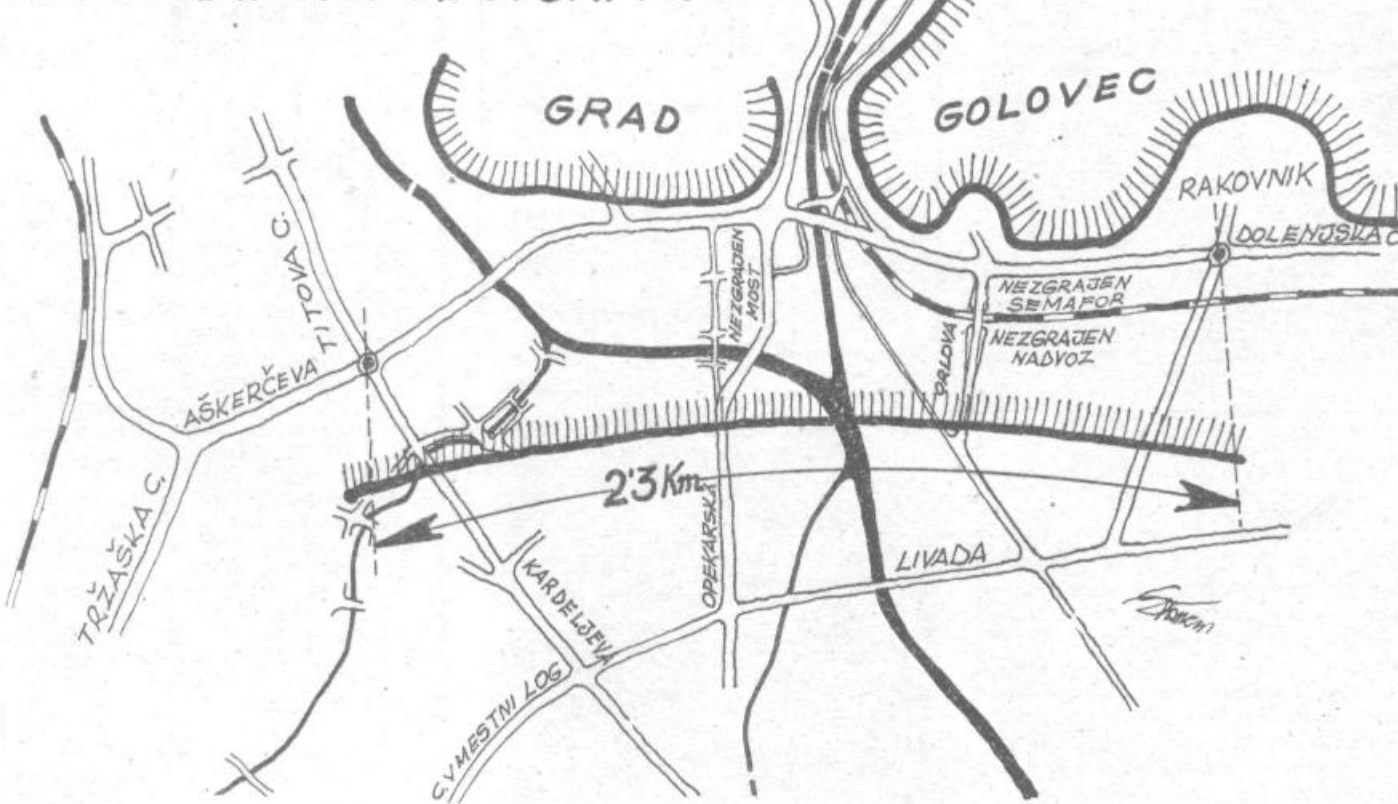 GRAD
GOLOVEC
RAKOVNIK
DOLENJSKA C
TITOVA C.
NEZGRAJEN
MOST
NEZGRAJEN
SEMAFOR
NEZGRAJEN
NADVOZ
ORLOVA
AŠKERČEVA
2'3 Km
TRŽAŠKA C.
OPEKARSKA
LIVADA
KARDELJEVA
C. V MESTNI LOG